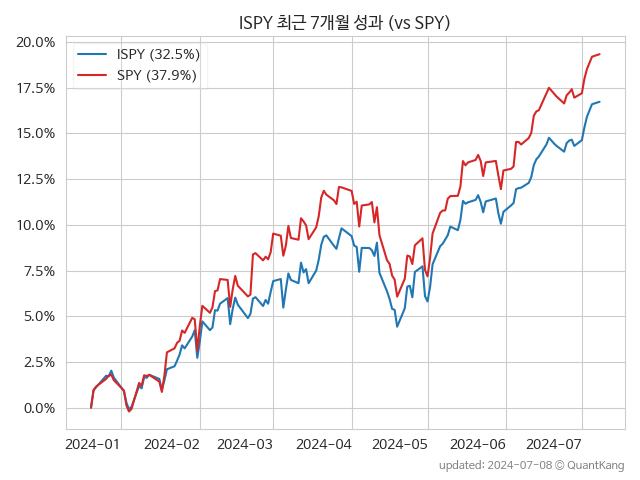 ISPY 최근 7개월 성과 (vs SPY)
20.0%
17.5%
15.0%
12.5%
10.0%
7.5%
5.0%
2.5%
0.0%
ISPY (32.5%)
SPY (37.9%)
2024-01 2024-02 2024-03 2024-04 2024-05 2024-06 2024-07
updated: 2024-07-08 © QuantKang